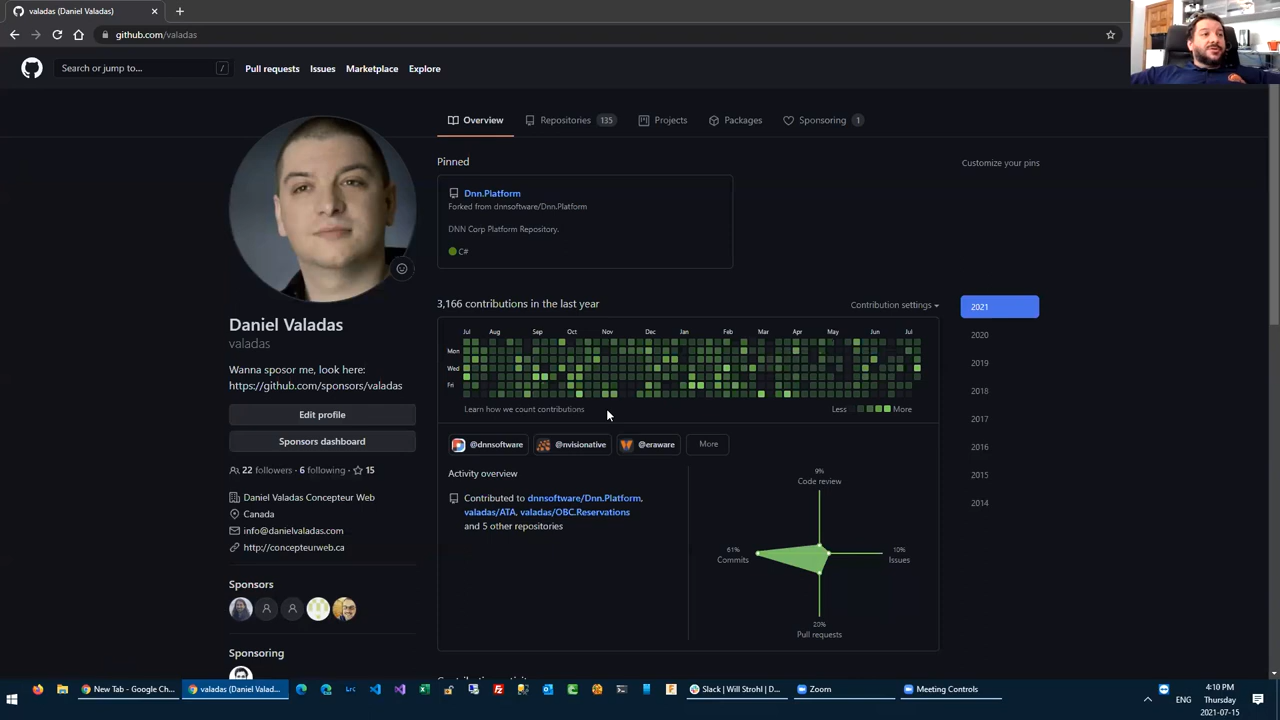 valadas (Daniel Valadas)
github.com/valadas
Search or jump to...
/
Pull requests
Issues
Marketplace
Explore
Overview
Repositories 135
Projects
Packages
Sponsoring 1
Pinned
Customize your pins
Dnn.Platform
Forked from dnnsoftware/Dnn.Platform
DNN Corp Platform Repository.
C#
3,166 contributions in the last year
Contribution settings
2021
2020
2019
2018
2017
2016
2015
2014
Jul Aug Sep Oct Nov Dec Jan Feb Mar Apr May Jun Jul
Mon
Wed
Fri
Learn how we count contributions
Less
More
@dnnsoftware
@nvisionative
@eraware
More
Activity overview
Contributed to dnnsoftware/Dnn.Platform,
valadas/ATA, valadas/OBC.Reservations
and 5 other repositories
9%
Code review
61%
Commits
10%
Issues
20%
Pull requests
Daniel Valadas
valadas
Wanna sponsor me, look here:
https://github.com/sponsors/valadas
Edit profile
Sponsors dashboard
22 followers · 6 following · 15
Daniel Valadas Concepteur Web
Canada
info@danielvaladas.com
http://concepteurweb.ca
Sponsors
Sponsoring
New Tab - Google Ch...
valadas (Daniel Valad...
Slack | Will Strohl | D...
Zoom
Meeting Controls
ENG
4:10 PM
Thursday
2021-07-15